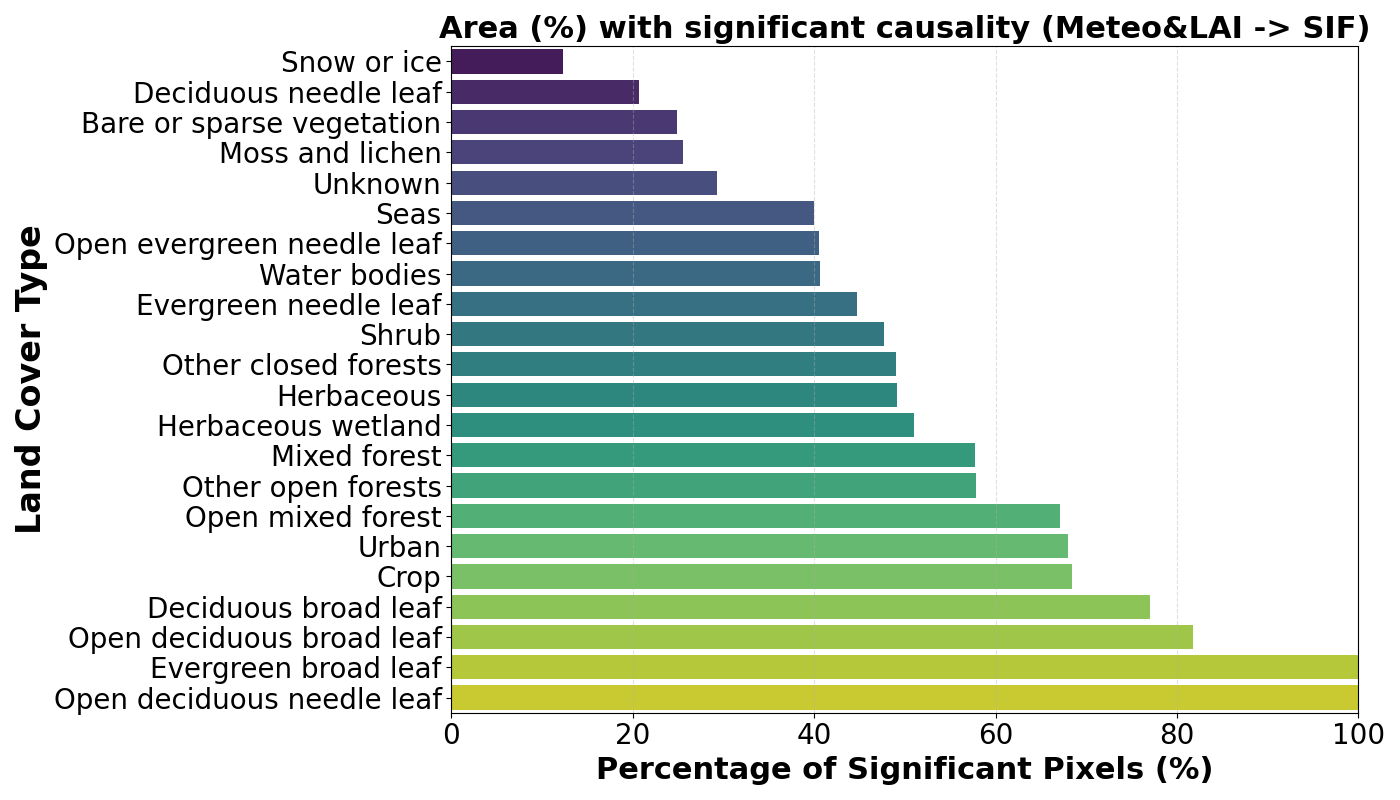 Area (%) with significant causality (Meteo&LAI -> SIF)
Land Cover Type
Snow or ice
Deciduous needle leaf
Bare or sparse vegetation
Moss and lichen
Unknown
Seas
Open evergreen needle leaf
Water bodies
Evergreen needle leaf
Shrub
Other closed forests
Herbaceous
Herbaceous wetland
Mixed forest
Other open forests
Open mixed forest
Urban
Crop
Deciduous broad leaf
Open deciduous broad leaf
Evergreen broad leaf
Open deciduous needle leaf
0 20 40 60 80 100
Percentage of Significant Pixels (%)